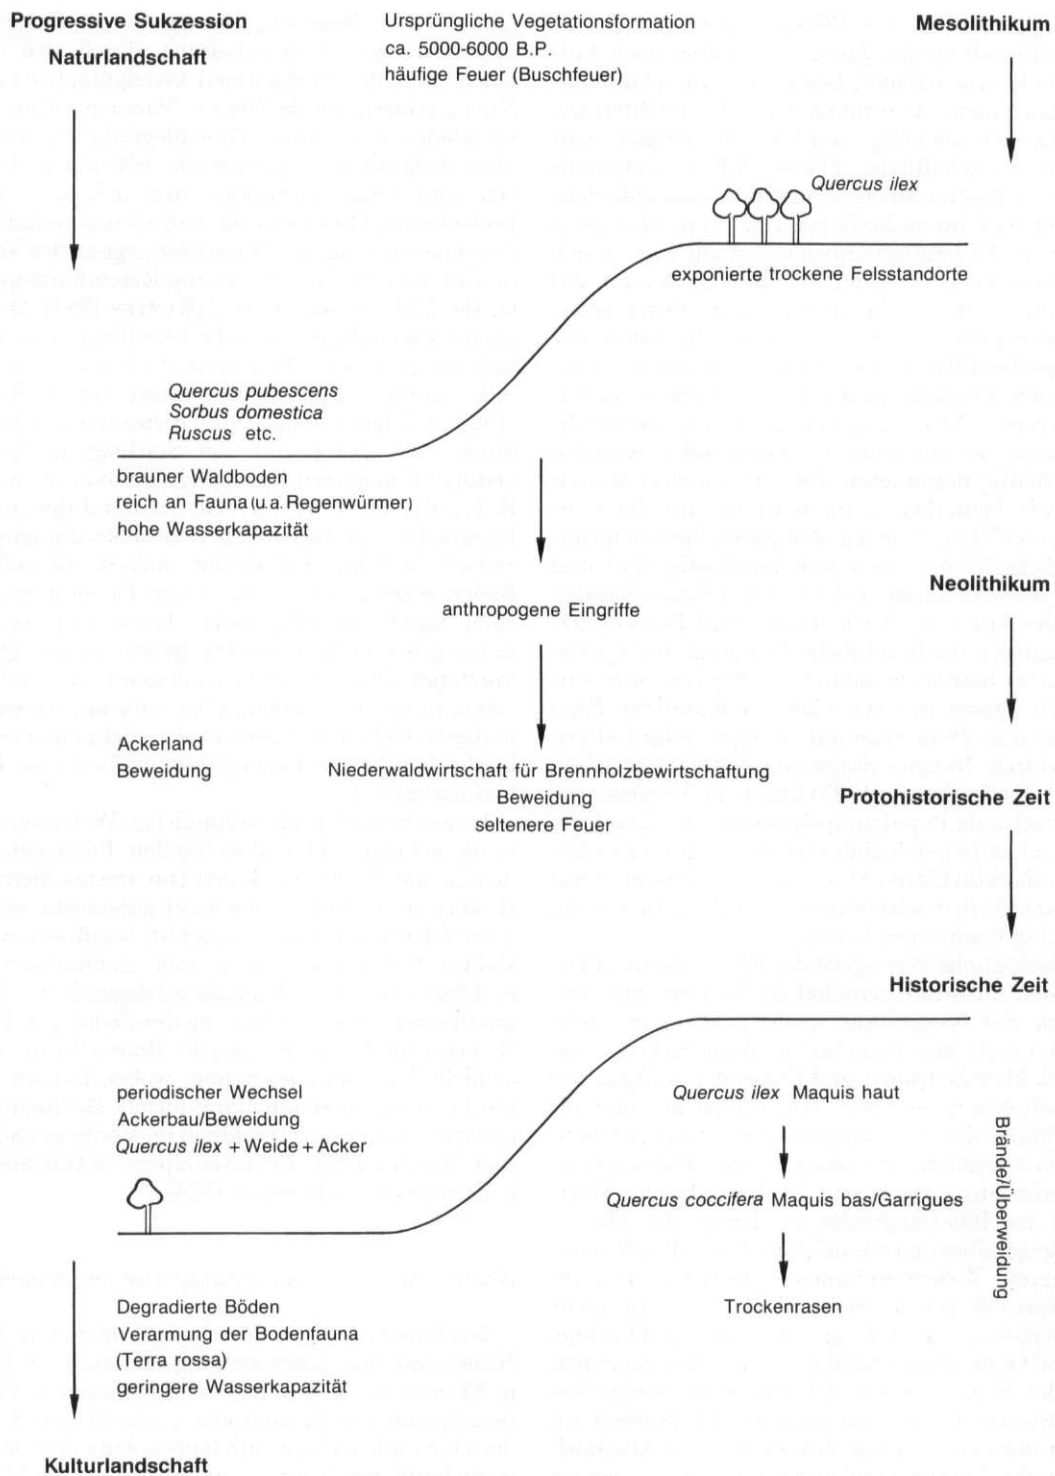 Progressive Sukzession
Naturlandschaft
Ursprüngliche Vegetationsformation
ca. 5000-6000 B.P.
häufige Feuer (Buschfeuer)
Mesolithikum
Quercus ilex
exponierte trockene Felsstandorte
Quercus pubescens
Sorbus domestica
Ruscus etc.
brauner Waldboden
reich an Fauna (u.a. Regenwürmer)
hohe Wasserkapazität
Neolithikum
anthropogene Eingriffe
Ackerland
Beweidung
Niederwaldwirtschaft für Brennholzbewirtschaftung
Beweidung
seltenere Feuer
Protohistorische Zeit
Historische Zeit
periodischer Wechsel
Ackerbau/Beweidung
Quercus ilex + Weide + Acker
Quercus ilex Maquis haut
Quercus coccifera Maquis bas/Garrigues
Trockenrasen
Brände/Überweidung
Degradierte Böden
Verarmung der Bodenfauna
(Terra rossa)
geringere Wasserkapazität
Kulturlandschaft